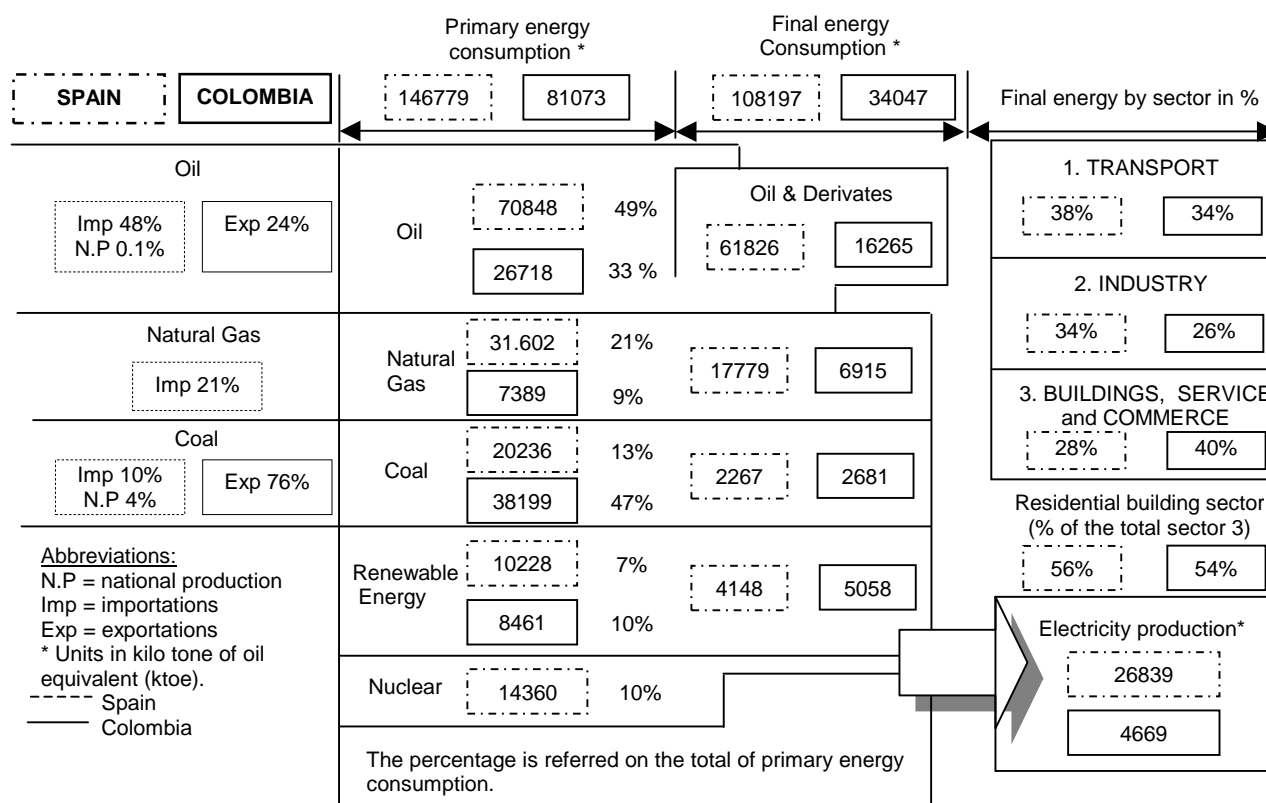 Primary energy
consumption *
Final energy
Consumption *
SPAIN
COLOMBIA
146779
81073
108197
34047
Final energy by sector in %
Oil
Imp 48%
N.P 0.1%
Exp 24%
Oil
70848
49%
26718
33 %
Oil & Derivates
61826
16265
1. TRANSPORT
38%
34%
2. INDUSTRY
34%
26%
Natural Gas
Imp 21%
Natural
Gas
31.602
21%
7389
9%
17779
6915
3. BUILDINGS, SERVICE
and COMMERCE
28%
40%
Coal
Imp 10%
N.P 4%
Exp 76%
Coal
20236
13%
38199
47%
2267
2681
Residential building sector
(% of the total sector 3)
56%
54%
Abbreviations:
N.P = national production
Imp = importations
Exp = exportations
* Units in kilo tone of oil
equivalent (ktoe).
Spain
Colombia
Renewable
Energy
10228
7%
8461
10%
4148
5058
Nuclear
14360
10%
Electricity production*
26839
4669
The percentage is referred on the total of primary energy
consumption.